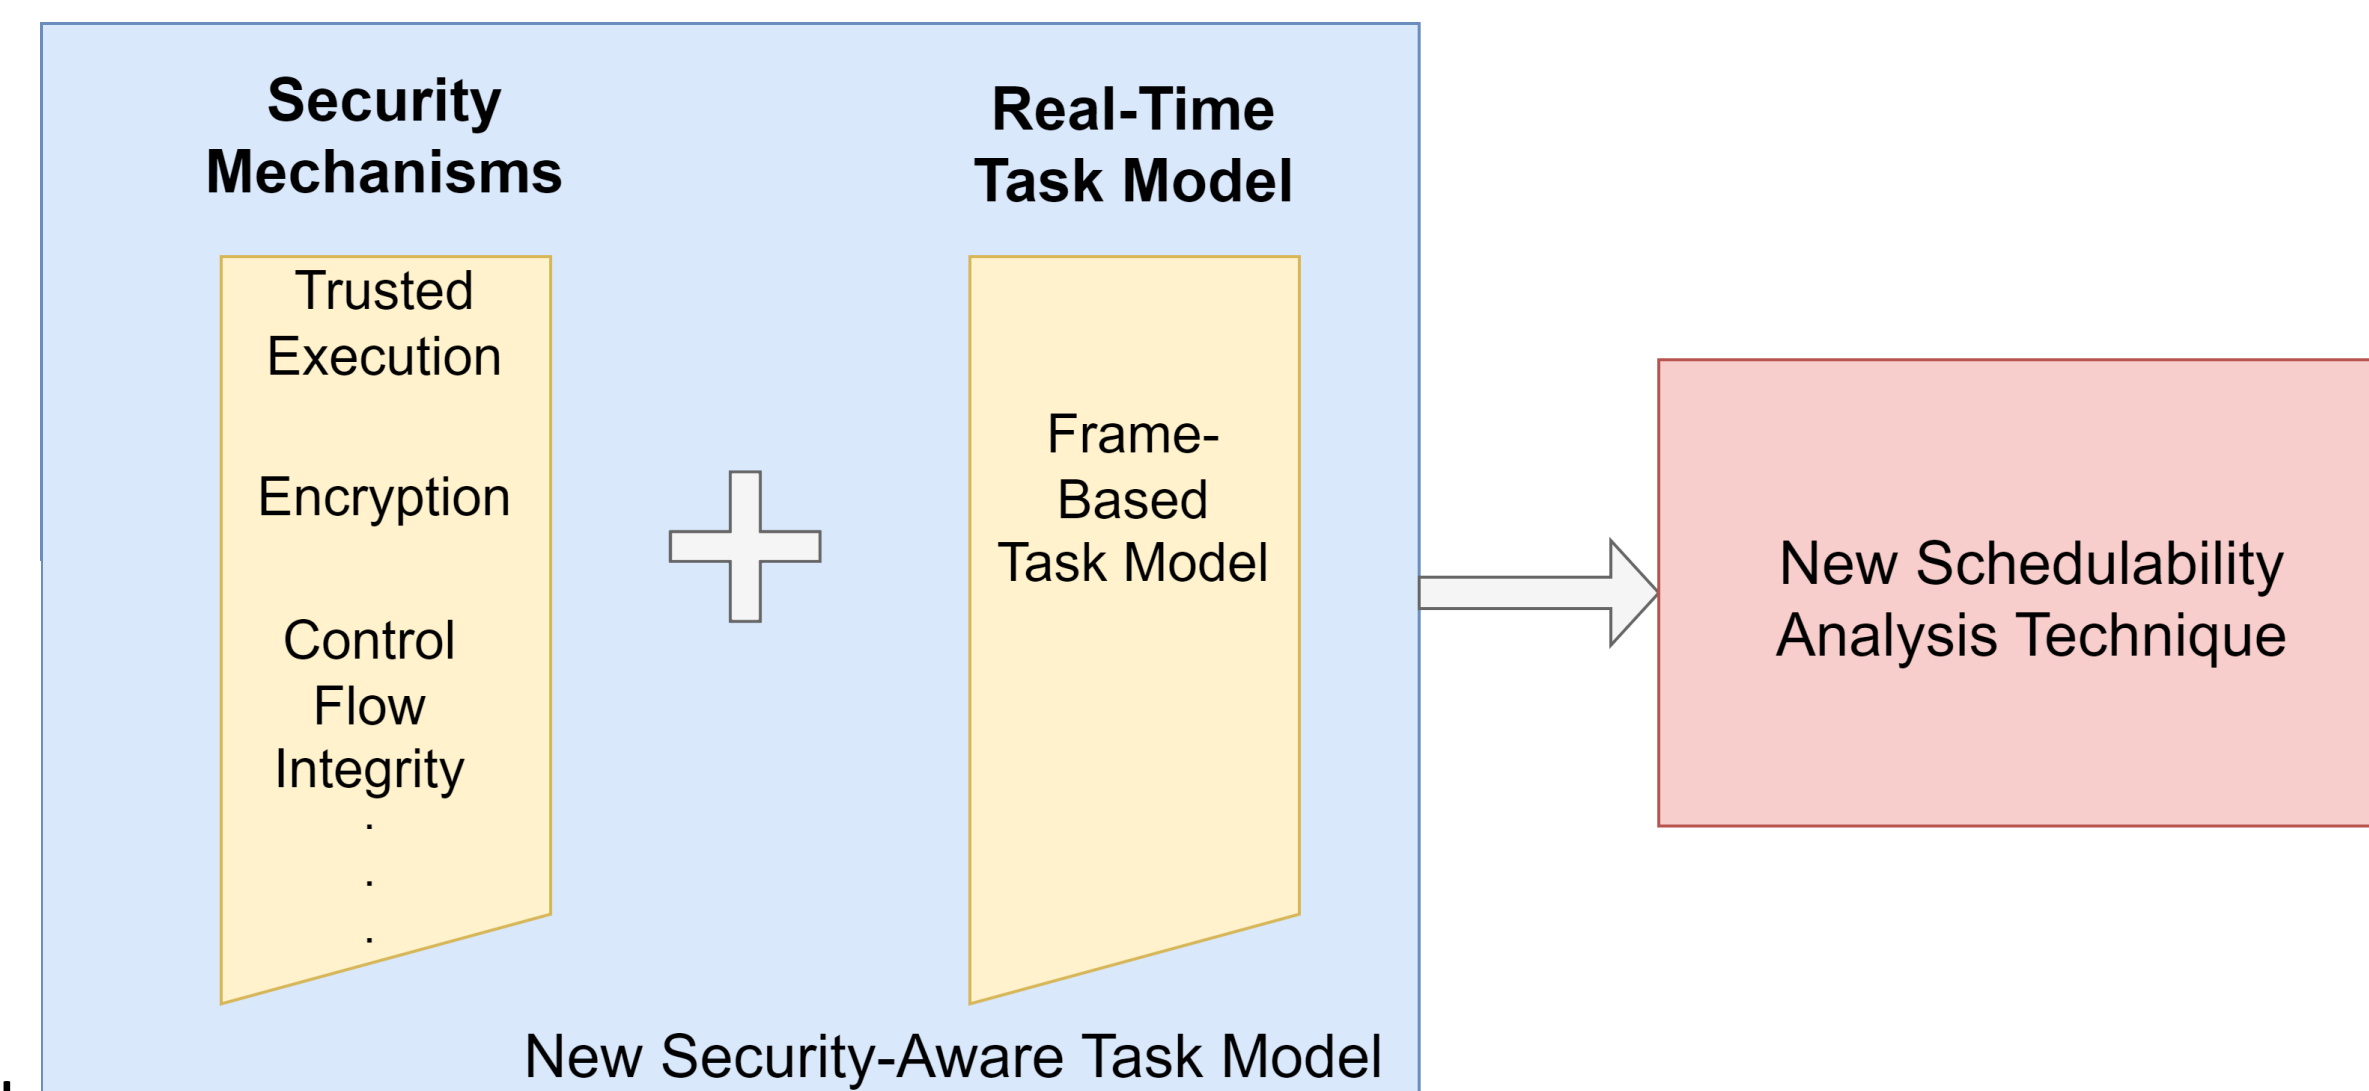 Security
Mechanisms
Trusted
Execution
Encryption
Control
Flow
Integrity
.
.
.
Real-Time
Task Model
Frame-
Based
Task Model
New Security-Aware Task Model
New Schedulability
Analysis Technique